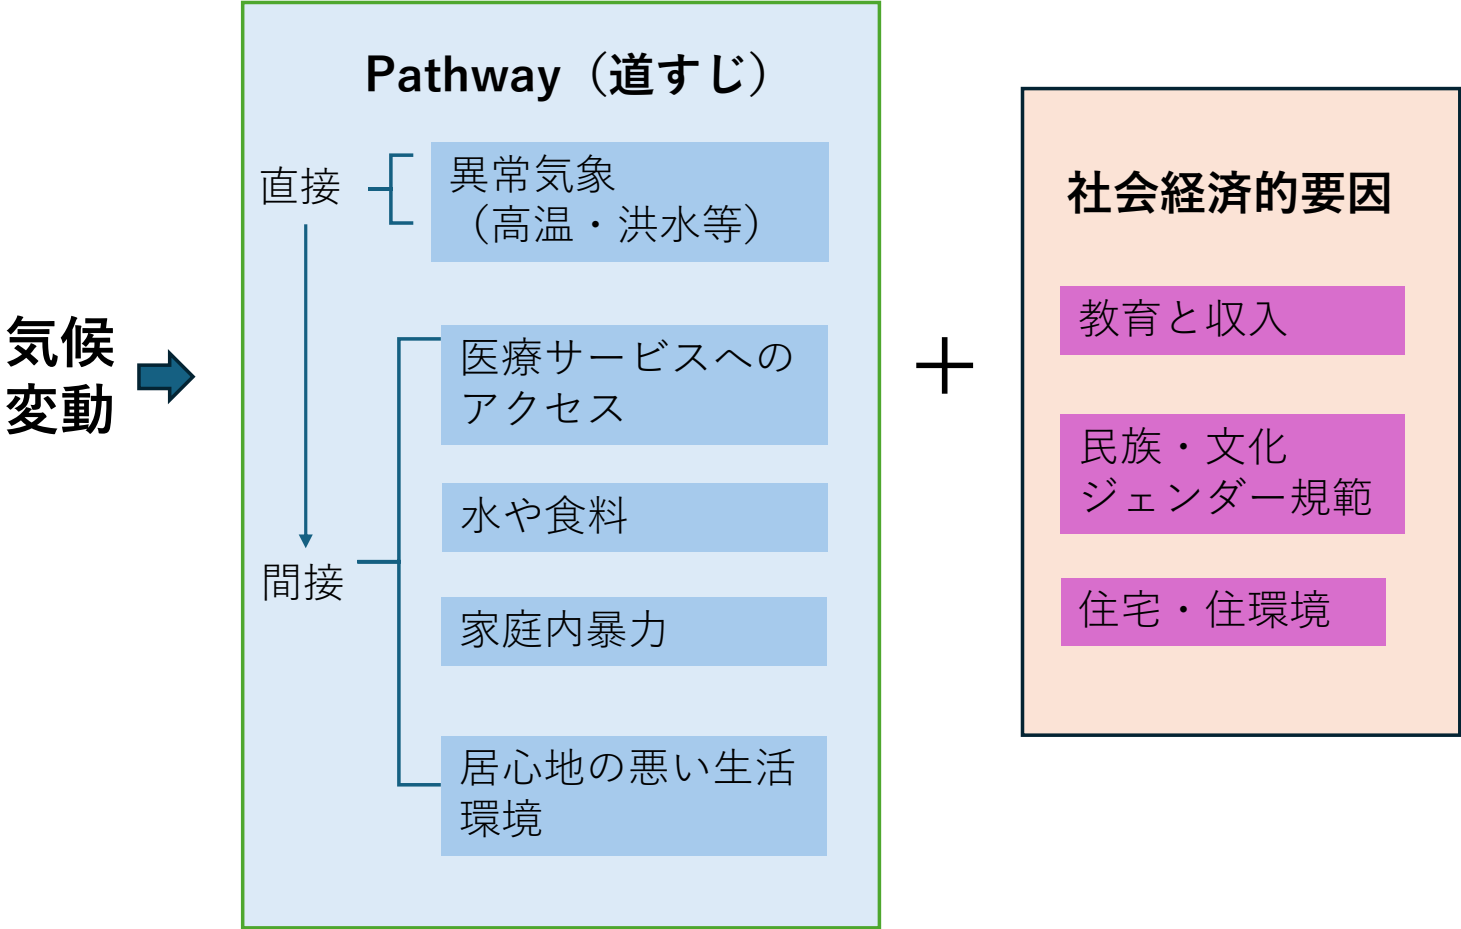 気候
変動
Pathway（道すじ）
直接
異常気象
（高温・洪水等）
間接
医療サービスへの
アクセス
水や食料
家庭内暴力
居心地の悪い生活
環境
＋
社会経済的要因
教育と収入
民族・文化
ジェンダー規範
住宅・住環境